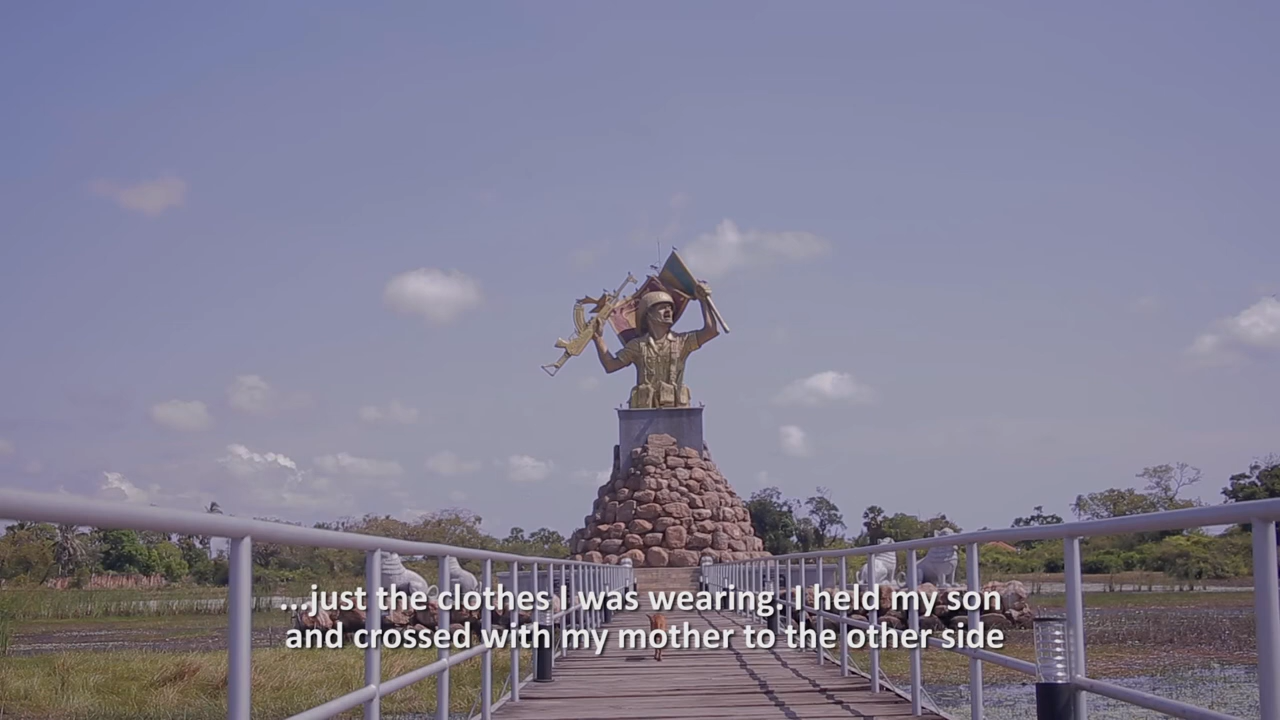 ...just the clothes I was wearing. I held my son
and crossed with my mother to the other side